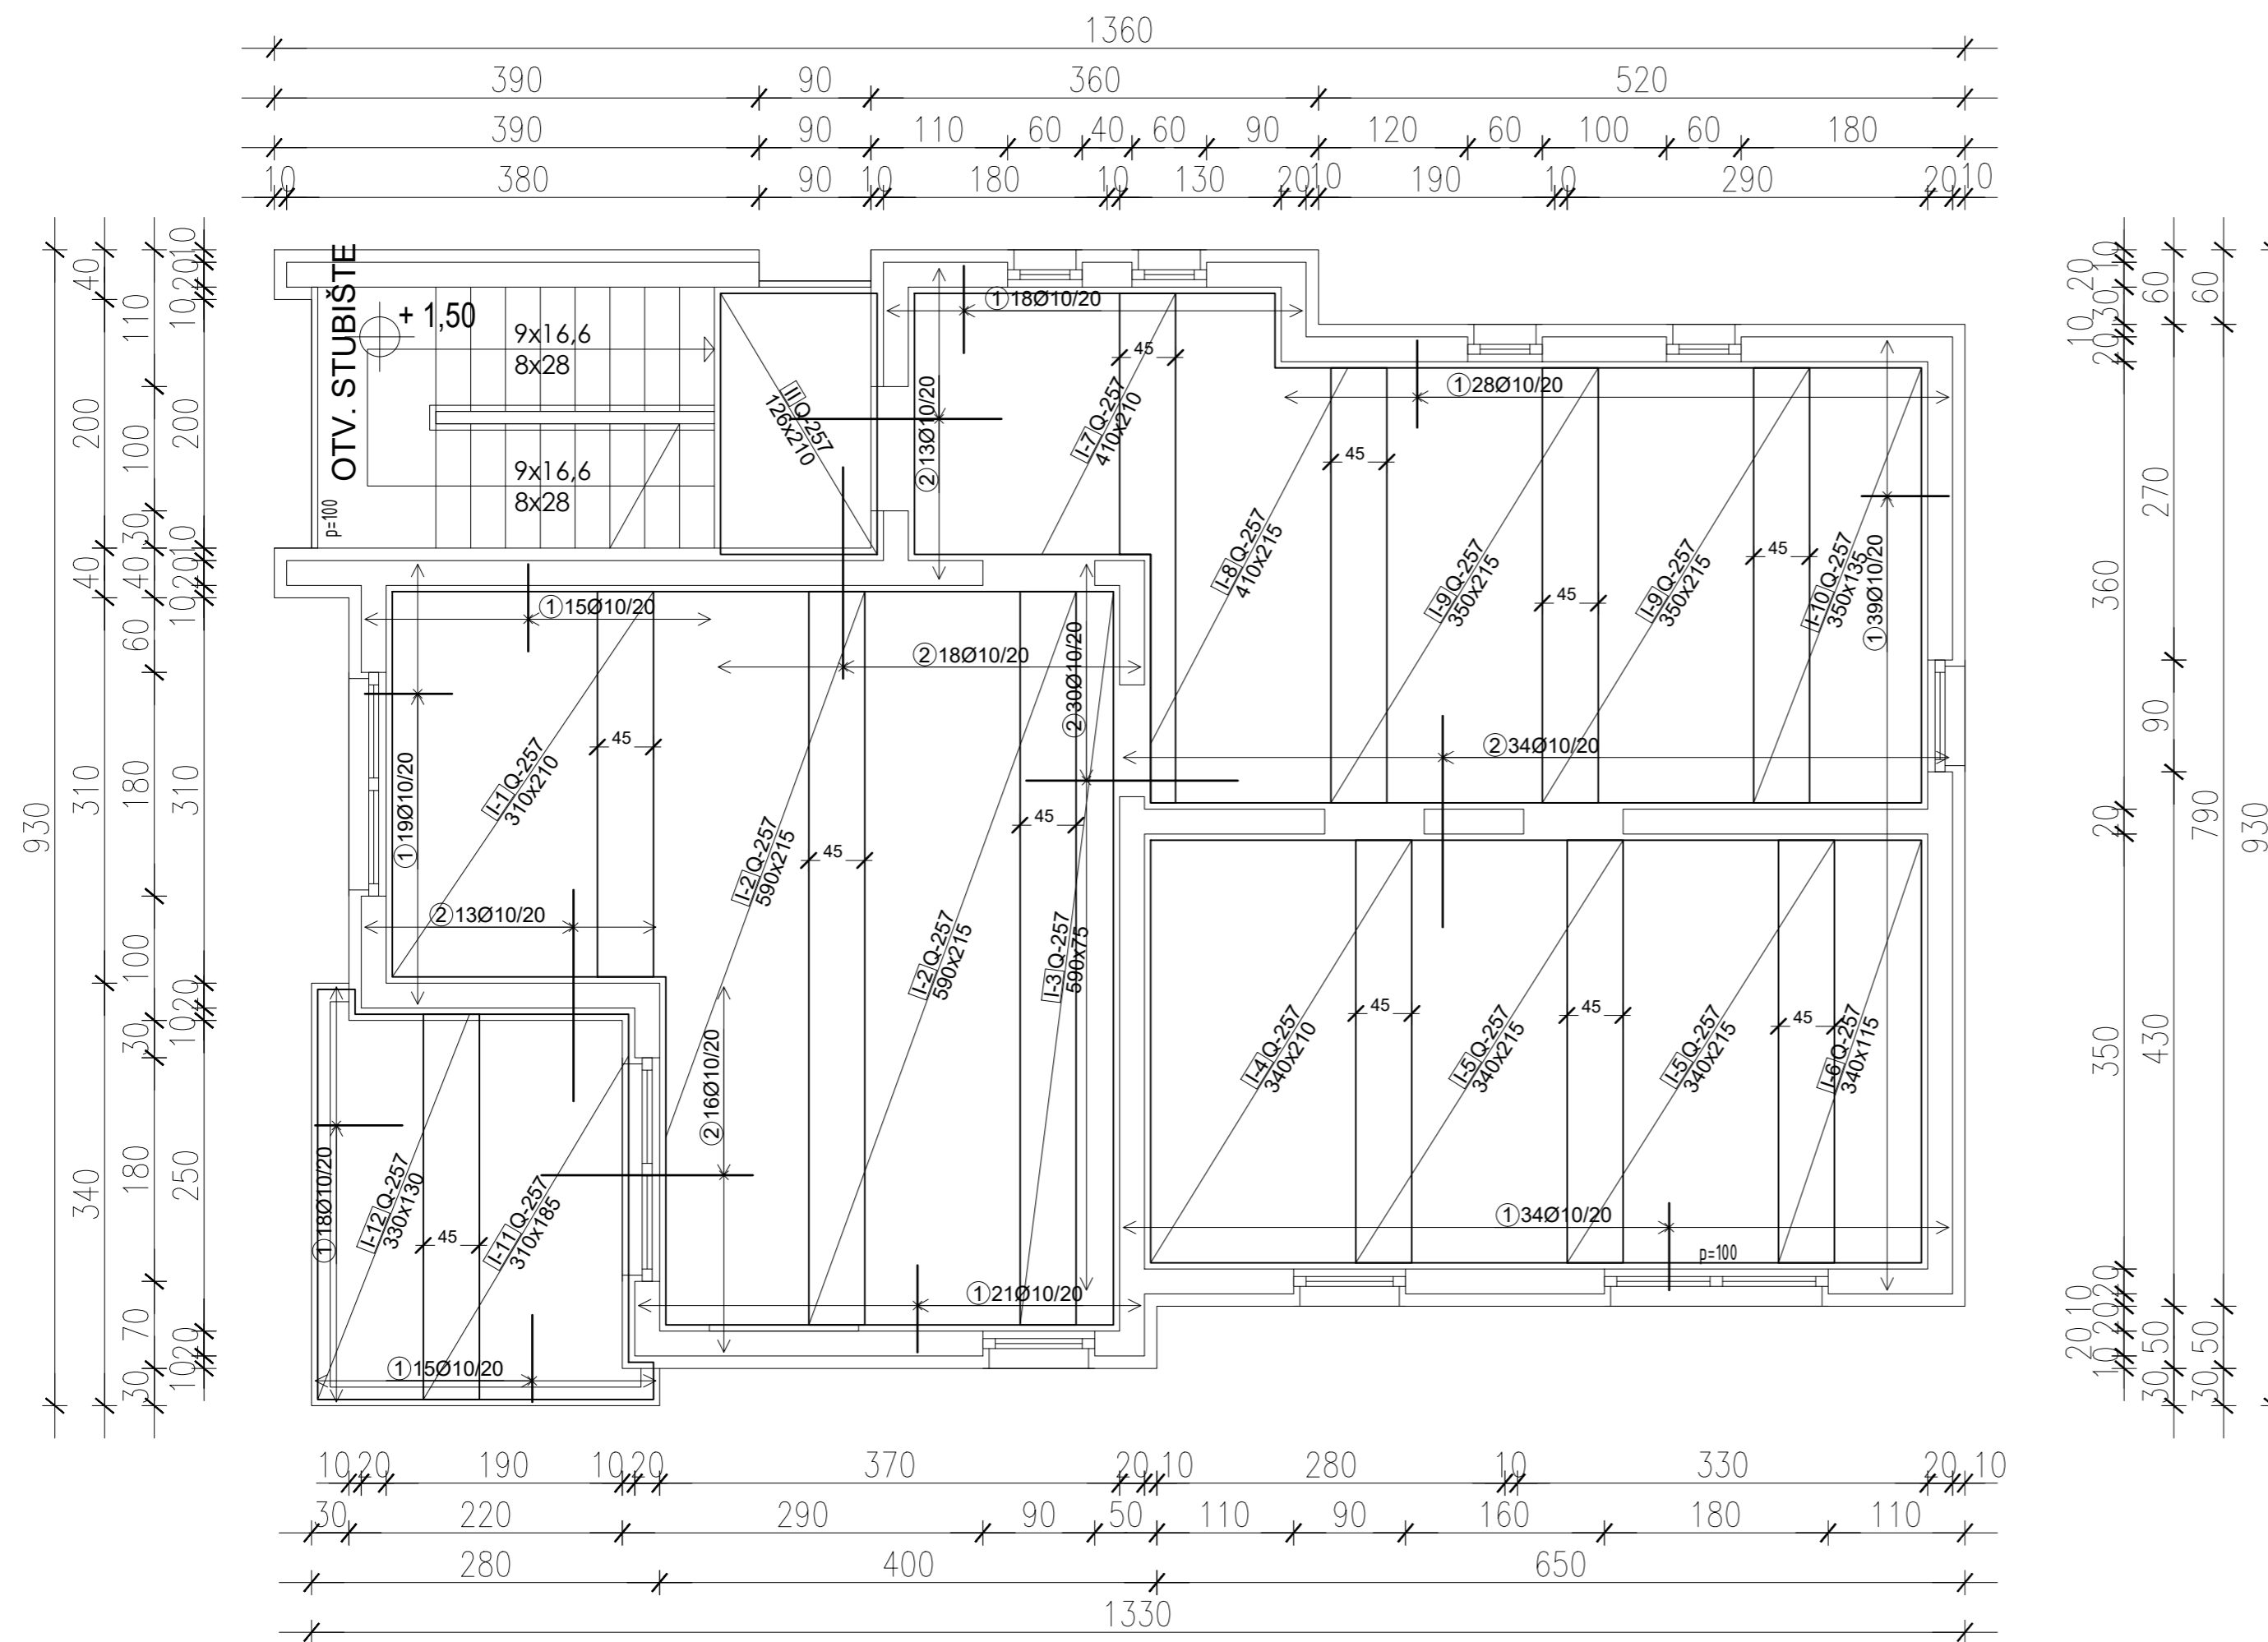 1360
390 90 360 520
390 90 110 60 40 60 90 120 60 100 60 180
10 380 90 10 180 10 130 20 10 190 10 290 20 10
930
40 200 40 310 340
110 100 30 40 60 180 100 30 180 70 30
10 20 10 200 10 20 10 310 20 10 250 20 10
OTV. STUBIŠTE
+ 1,50
9x16,6
8x28
9x16,6
8x28
p=100
II Q-257
126x210
①18Ø10/20
②13Ø10/20
45
I-7 Q-257
410x210
①28Ø10/20
45
I-8 Q-257
410x215
45
I-9 Q-257
350x215
I-9 Q-257
350x215
45
I-10 Q-257
350x135
①39Ø10/20
①15Ø10/20
②18Ø10/20
②30Ø10/20
①19Ø10/20
I-1 Q-257
310x210
45
②34Ø10/20
I-2 Q-257
590x215
45
45
②13Ø10/20
I-2 Q-257
590x215
I-3 Q-257
590x75
②16Ø10/20
45
45
45
I-4 Q-257
340x210
I-5 Q-257
340x215
I-5 Q-257
340x215
I-6 Q-257
340x115
①18Ø10/20
I-12 Q-257
330x130
45
I-11 Q-257
310x185
①34Ø10/20
p=100
①21Ø10/20
①15Ø10/20
10 20 30 10 20 360 20 350 20 10 20 20 10
60 270 90 430 50 30
60 790 50 30
930
10 20 190 10 20 370 20 10 280 10 330 20 10
30 220 290 90 50 110 90 160 180 110
280 400 650
1330